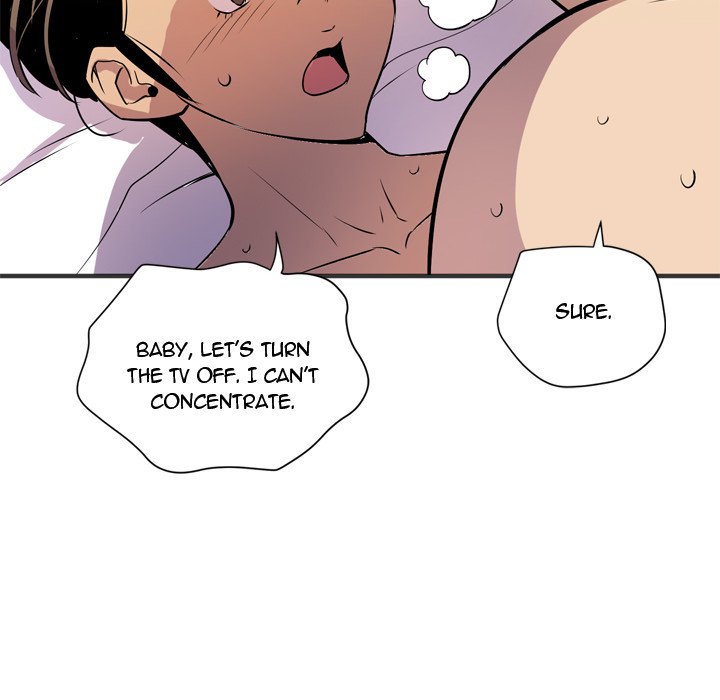 BABY, LET'S TURN
THE TV OFF. I CAN'T
CONCENTRATE.
SURE.